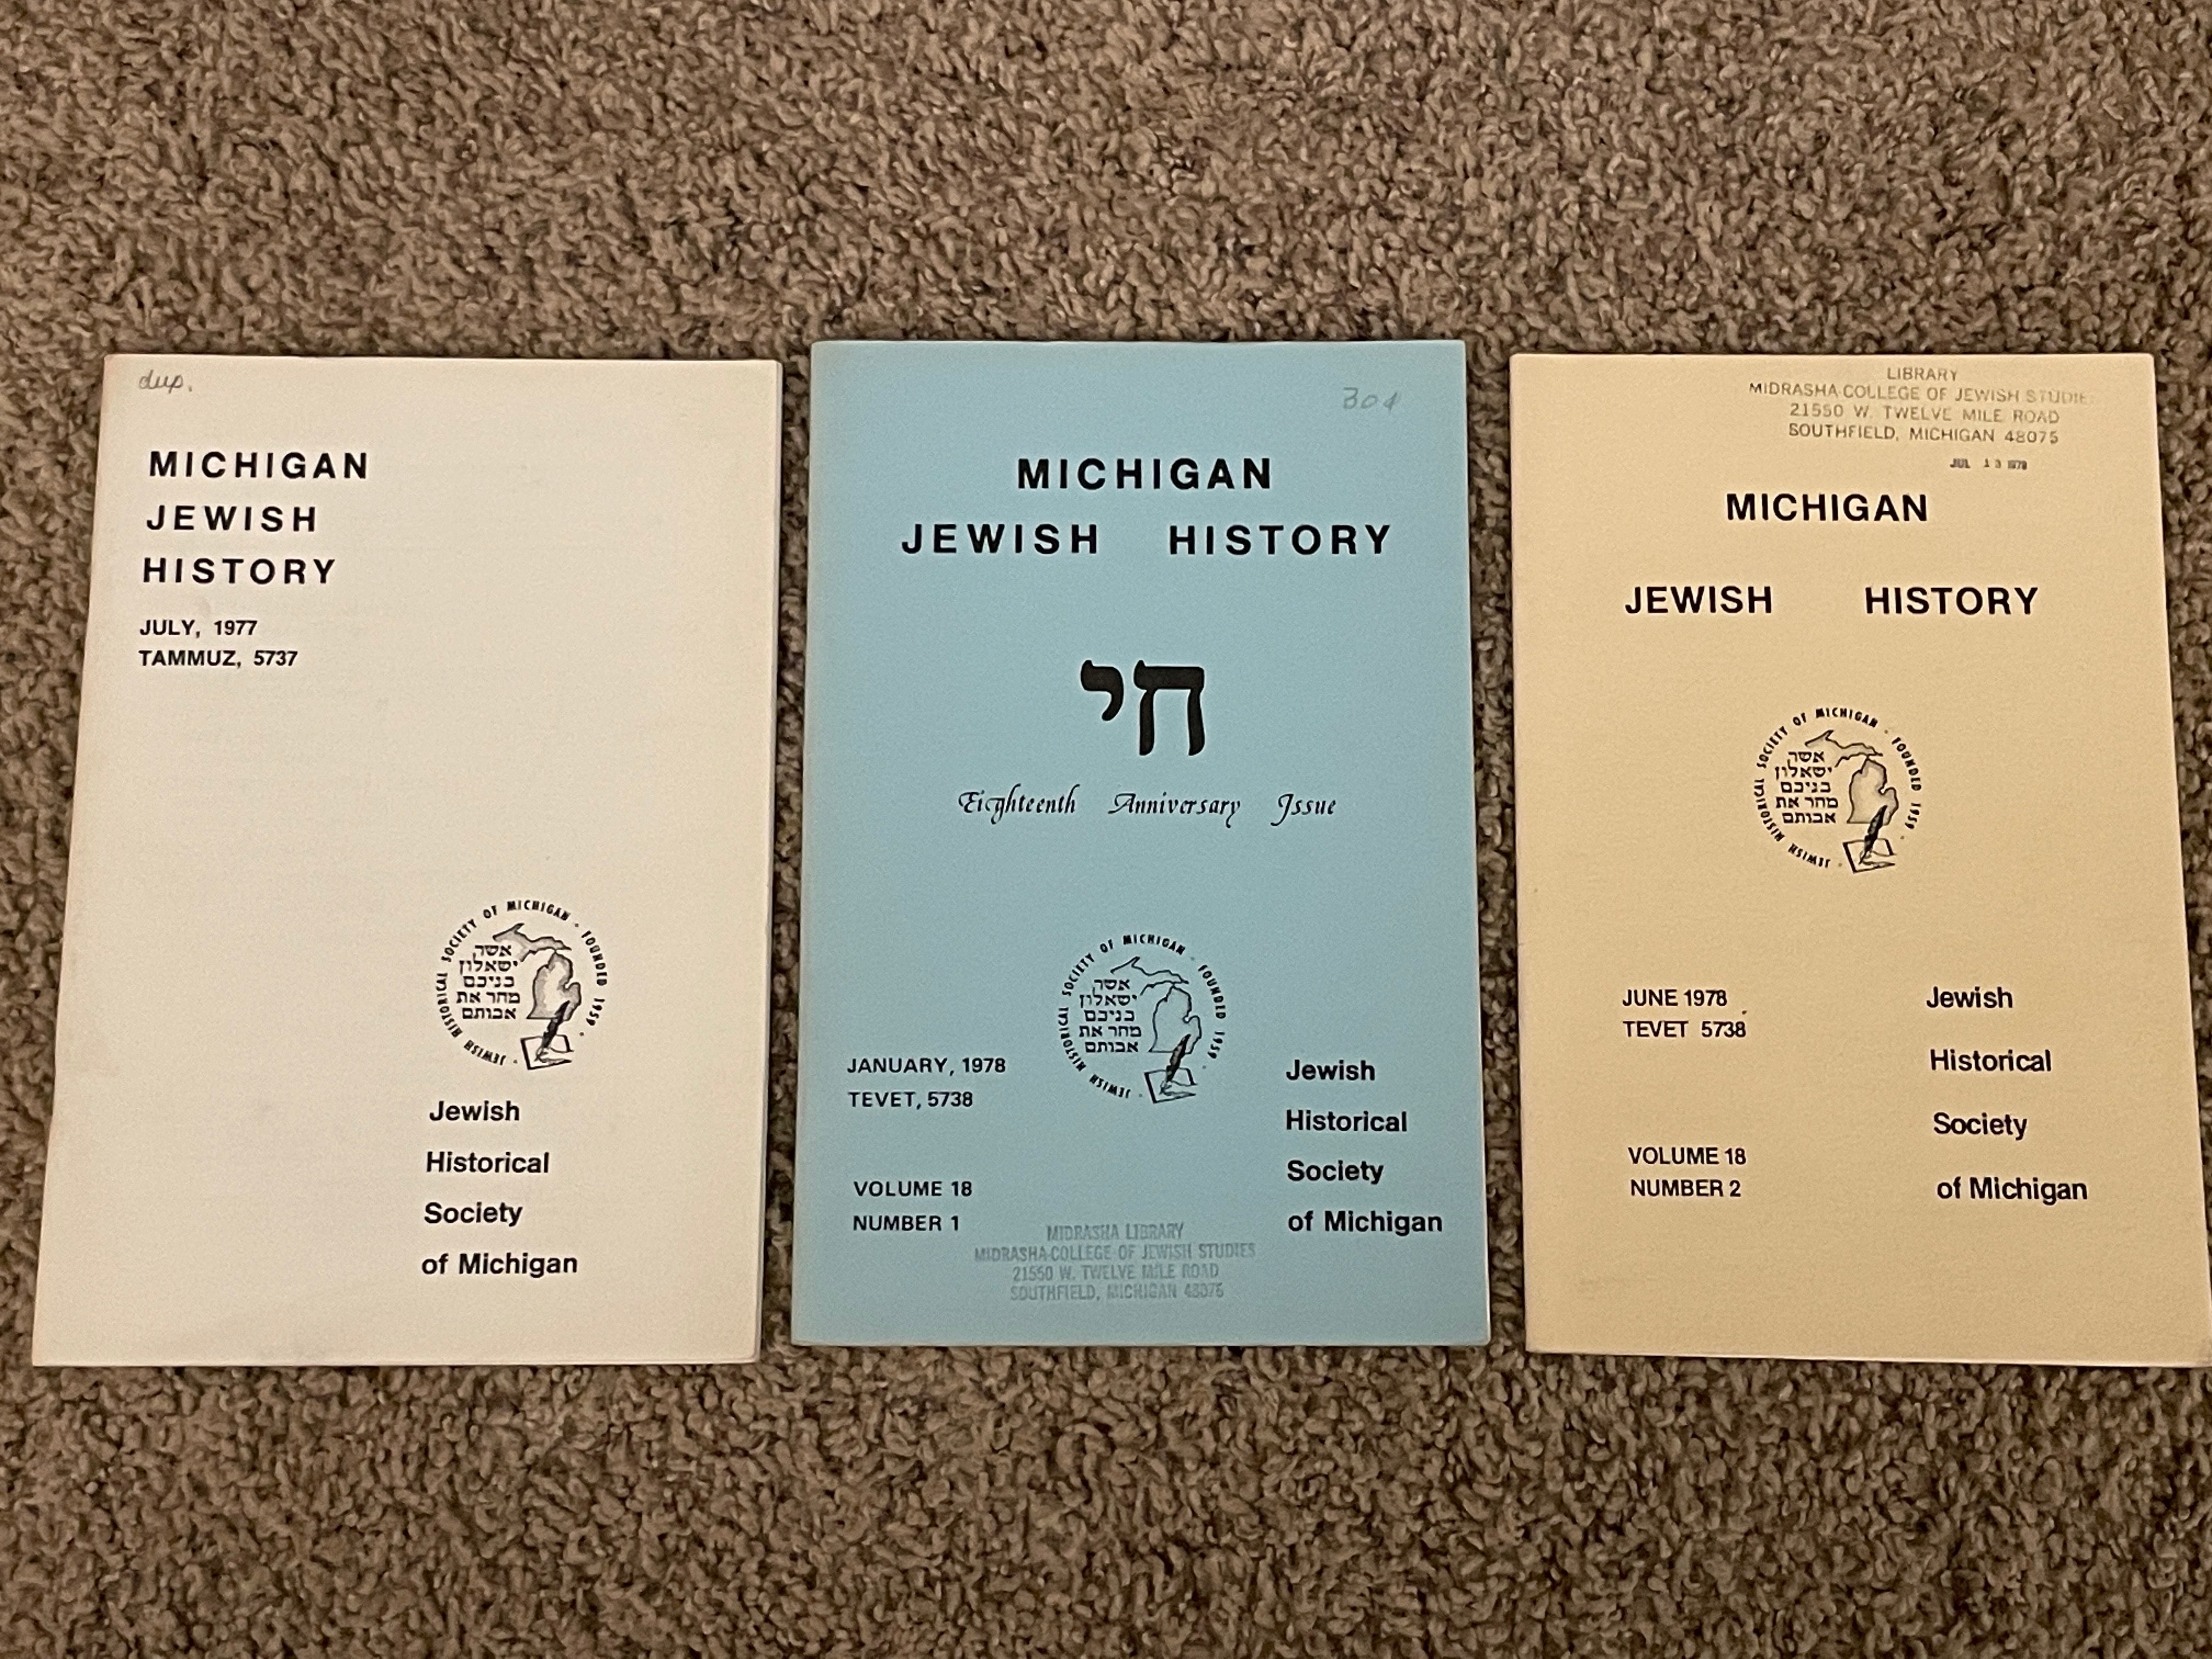 dup.
MICHIGAN
JEWISH
HISTORY
JULY, 1977
TAMMUZ, 5737
JEWISH HISTORICAL SOCIETY OF MICHIGAN · FOUNDED 1959 ·
אשר
ישאלון
בניכם
מחר את
אבותם
Jewish
Historical
Society
of Michigan
30¢
MICHIGAN
JEWISH HISTORY
חי
Eighteenth Anniversary Issue
JEWISH HISTORICAL SOCIETY OF MICHIGAN · FOUNDED 1959 ·
אשר
ישאלון
בניכם
מחר את
אבותם
JANUARY, 1978
TEVET, 5738
VOLUME 18
NUMBER 1
Jewish
Historical
Society
of Michigan
MIDRASHA LIBRARY
MIDRASHA-COLLEGE OF JEWISH STUDIES
21550 W. TWELVE MILE ROAD
SOUTHFIELD, MICHIGAN 48075
LIBRARY
MIDRASHA-COLLEGE OF JEWISH STUDIE
21550 W. TWELVE MILE ROAD
SOUTHFIELD, MICHIGAN 48075
JUL 13 1978
MICHIGAN
JEWISH HISTORY
JEWISH HISTORICAL SOCIETY OF MICHIGAN · FOUNDED 1959 ·
אשר
ישאלון
בניכם
מחר את
אבותם
JUNE 1978
TEVET 5738
VOLUME 18
NUMBER 2
Jewish
Historical
Society
of Michigan